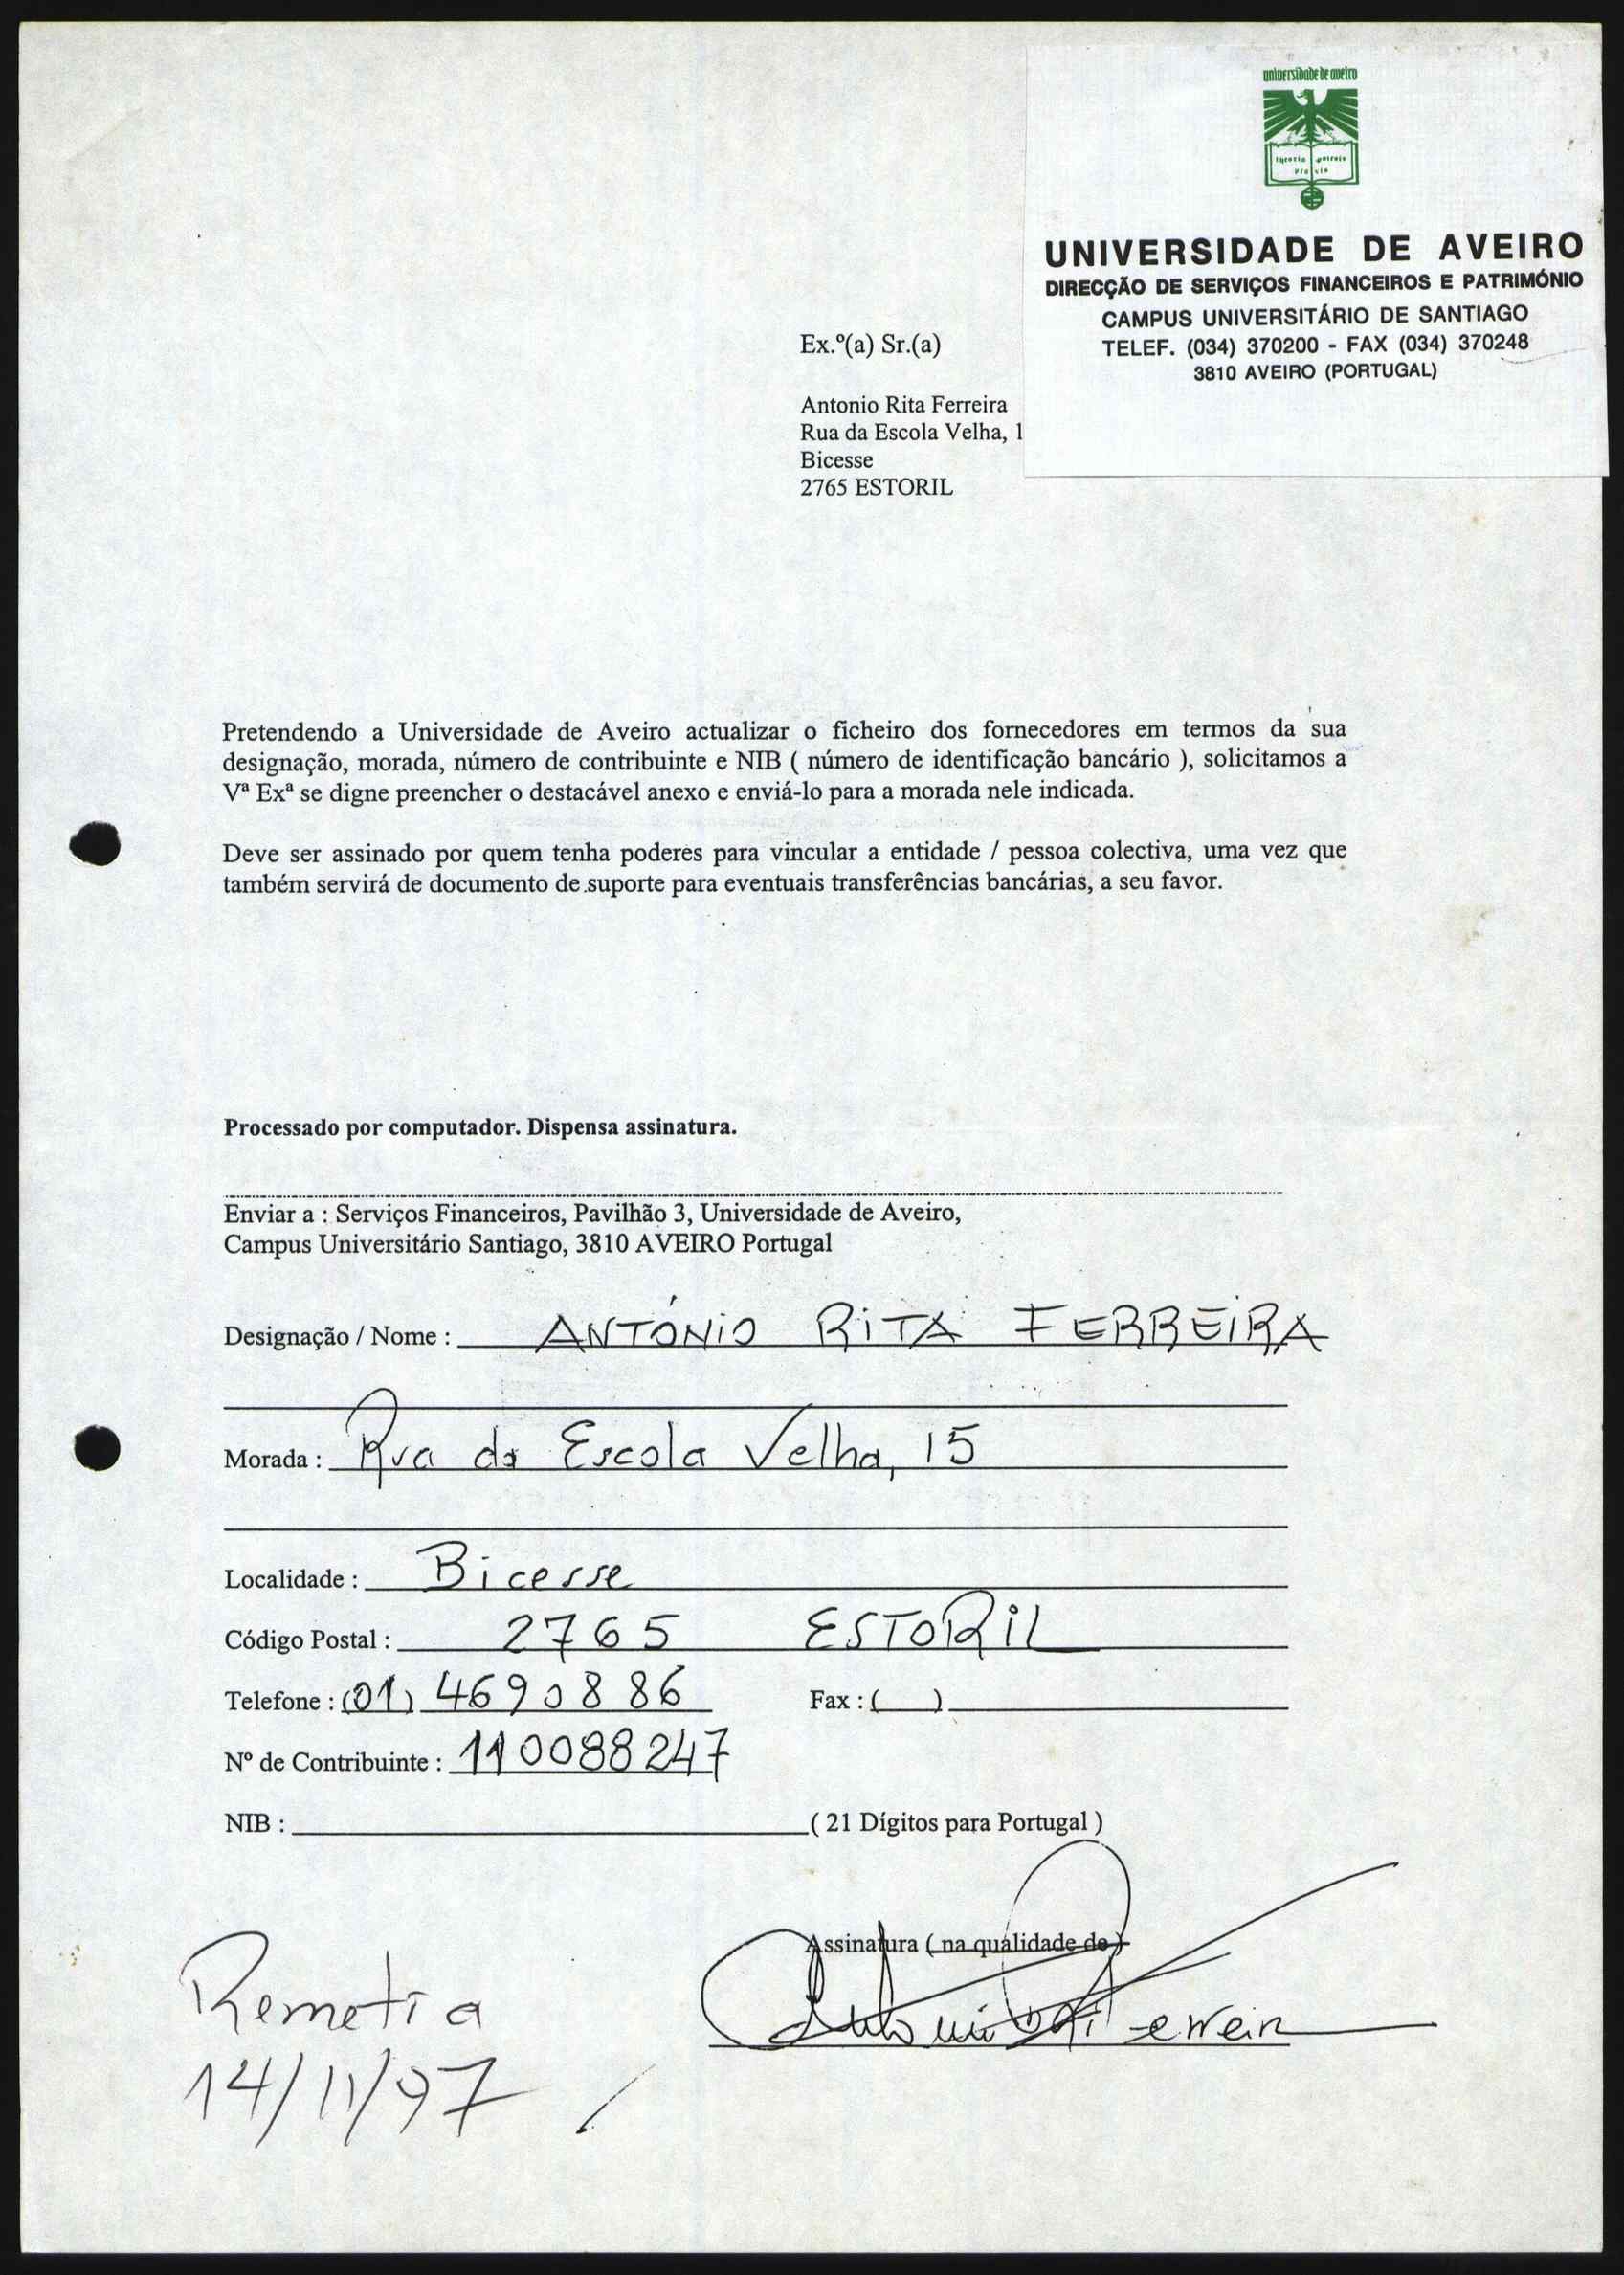 universidade de aveiro
UNIVERSIDADE DE AVEIRO
DIRECÇÃO DE SERVIÇOS FINANCEIROS E PATRIMÓNIO
CAMPUS UNIVERSITÁRIO DE SANTIAGO
TELEF. (034) 370200 - FAX (034) 370248
3810 AVEIRO (PORTUGAL)
Ex.º(a) Sr.(a)
Antonio Rita Ferreira
Rua da Escola Velha, 1
Bicesse
2765 ESTORIL
Pretendendo a Universidade de Aveiro actualizar o ficheiro dos fornecedores em termos da sua
designação, morada, número de contribuinte e NIB ( número de identificação bancário ), solicitamos a
Vª Exª se digne preencher o destacável anexo e enviá-lo para a morada nele indicada.
Deve ser assinado por quem tenha poderes para vincular a entidade / pessoa colectiva, uma vez que
também servirá de documento de suporte para eventuais transferências bancárias, a seu favor.
Processado por computador. Dispensa assinatura.
Enviar a : Serviços Financeiros, Pavilhão 3, Universidade de Aveiro,
Campus Universitário Santiago, 3810 AVEIRO Portugal
Designação / Nome : ANTÓNIO RITA FERREIRA
Morada : Rua da Escola Velha, 15
Localidade : Bicesse
Código Postal : 2765 ESTORIL
Telefone : (01) 4690886 Fax : ( )
Nº de Contribuinte : 110088247
NIB : ( 21 Dígitos para Portugal )
Assinatura ( na qualidade de )
Remeti a
14/11/97